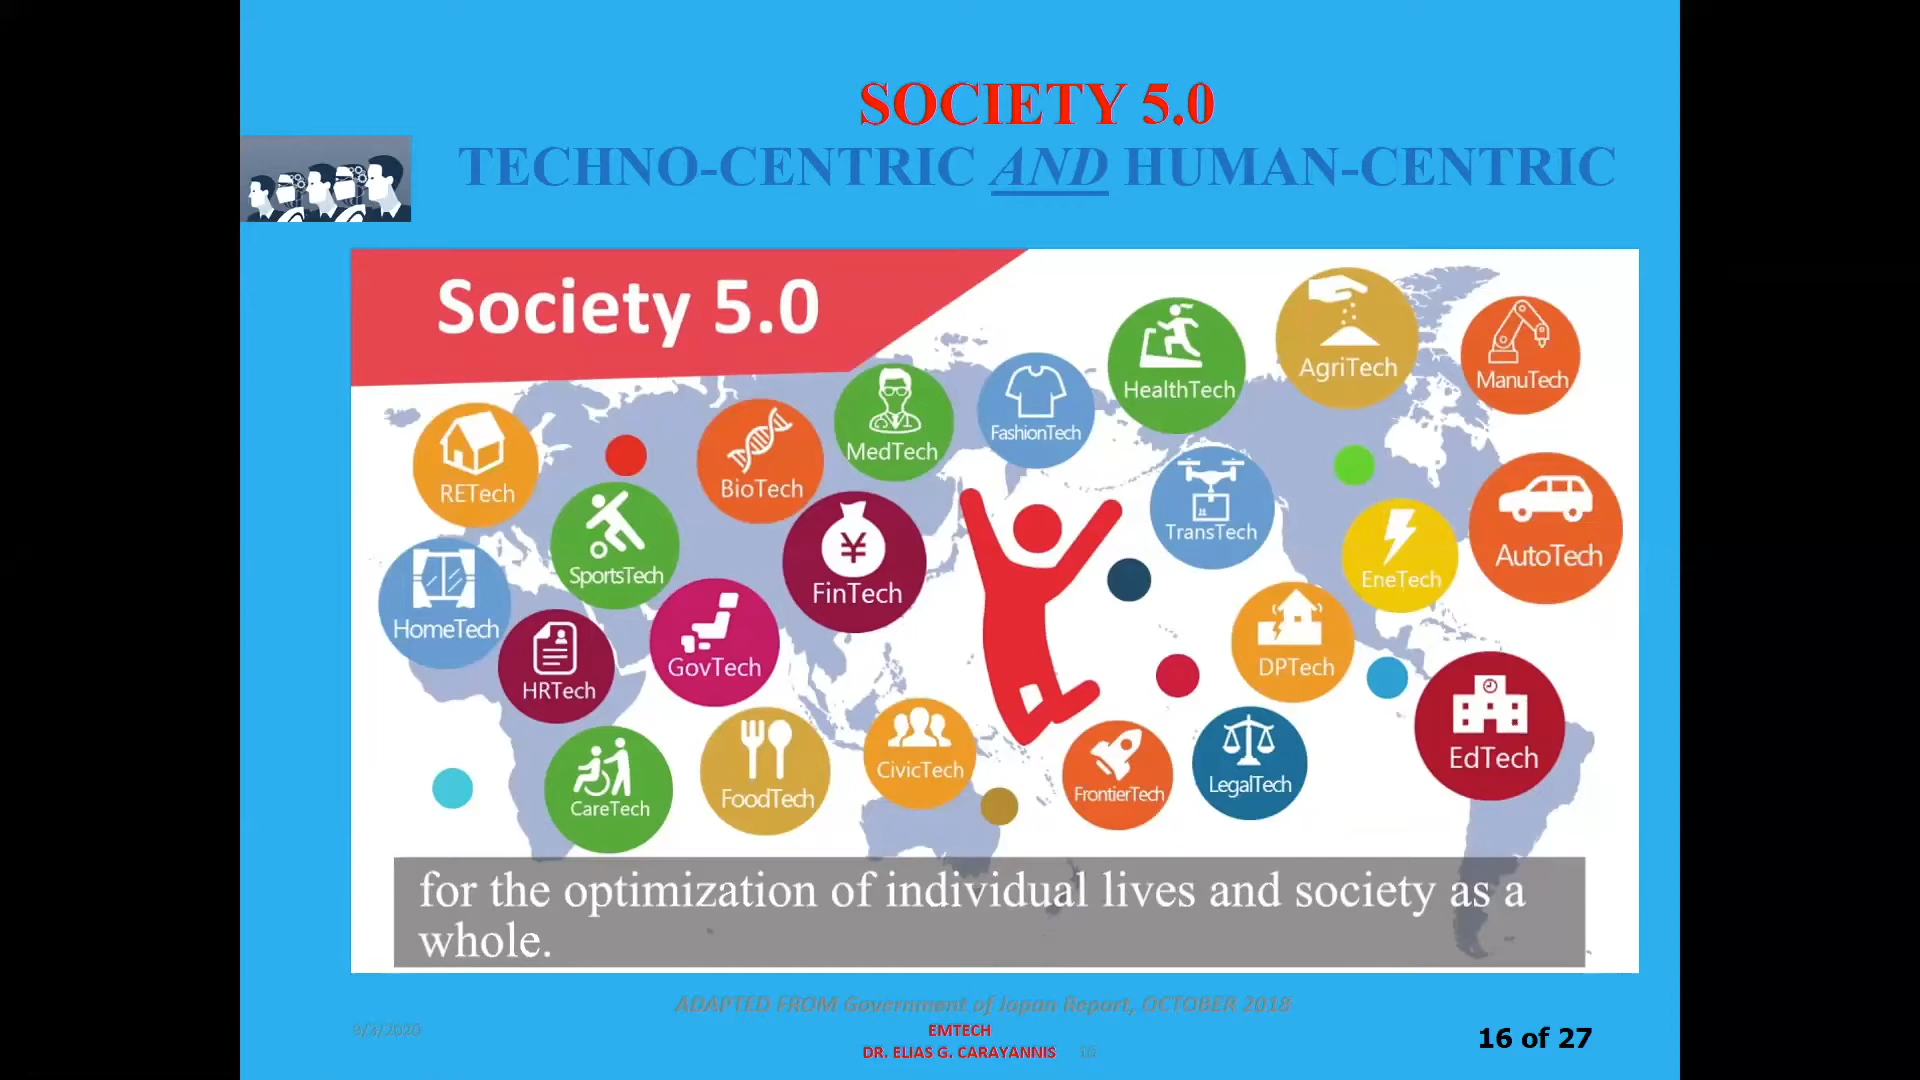 SOCIETY 5.0
TECHNO-CENTRIC AND HUMAN-CENTRIC
Society 5.0
HealthTech
AgriTech
ManuTech
MedTech
FashionTech
RETech
BioTech
TransTech
AutoTech
SportsTech
FinTech
EneTech
HomeTech
HRTech
GovTech
DPTech
EdTech
CareTech
FoodTech
CivicTech
FrontierTech
LegalTech
¥
for the optimization of individual lives and society as a
whole.
ADAPTED FROM Government of Japan Report, OCTOBER 2018
EMTECH
DR. ELIAS G. CARAYANNIS 16
16 of 27